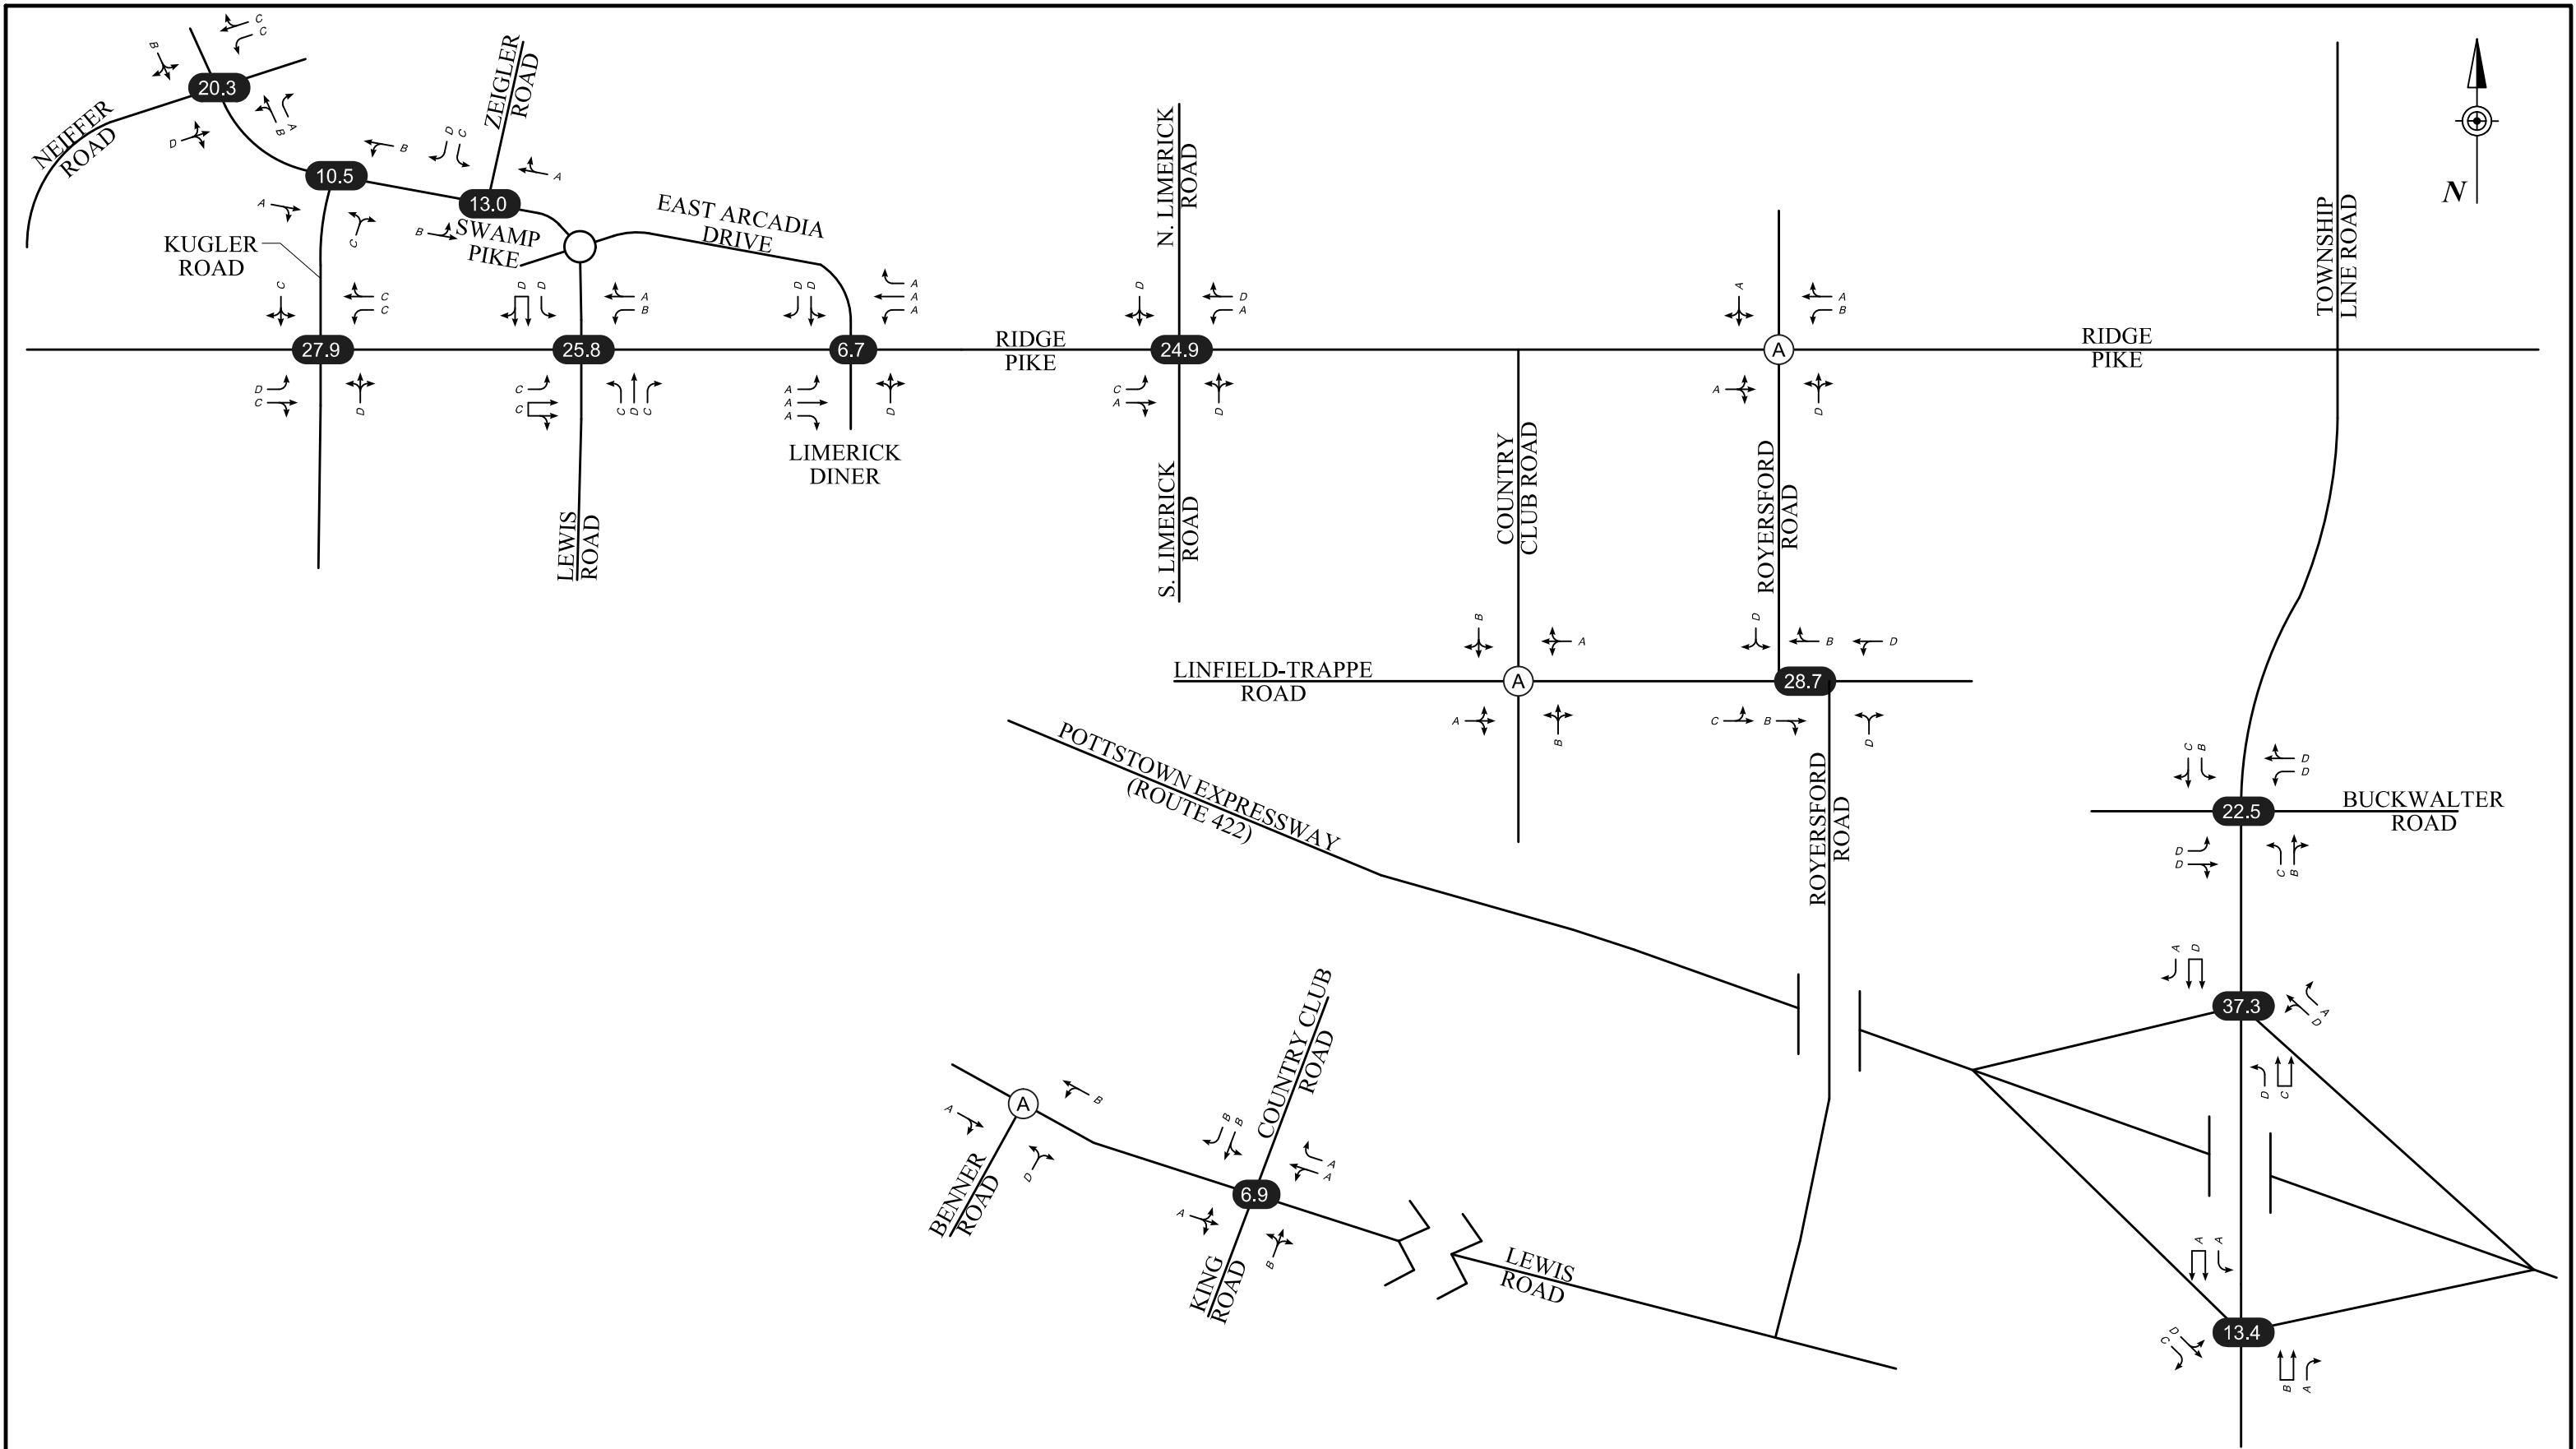 C
C
B
20.3
B
A
D
NEIFFER
ROAD
ZEIGLER
ROAD
B
D
C
A
10.5
13.0
A
C
B
SWAMP
PIKE
KUGLER
ROAD
EAST ARCADIA
DRIVE
N. LIMERICK
ROAD
TOWNSHIP
LINE ROAD
N
C
C
C
27.9
D
C
D
D
D
A
B
25.8
C
C
C
D
C
LEWIS
ROAD
D
D
A
A
A
6.7
A
A
A
D
LIMERICK
DINER
RIDGE
PIKE
D
D
A
24.9
C
A
D
S. LIMERICK
ROAD
A
A
B
A
A
D
RIDGE
PIKE
COUNTRY
CLUB ROAD
ROYERSFORD
ROAD
B
A
A
A
B
LINFIELD-TRAPPE
ROAD
D
B
D
28.7
C
B
D
ROYERSFORD
ROAD
POTTSTOWN EXPRESSWAY
(ROUTE 422)
C
B
D
D
22.5
D
D
C
B
BUCKWALTER
ROAD
A
D
37.3
A
D
D
C
A
A
13.4
D
C
B
A
A
B
A
D
BENNER
ROAD
COUNTRY CLUB
ROAD
B
B
A
A
6.9
A
B
KING
ROAD
LEWIS
ROAD